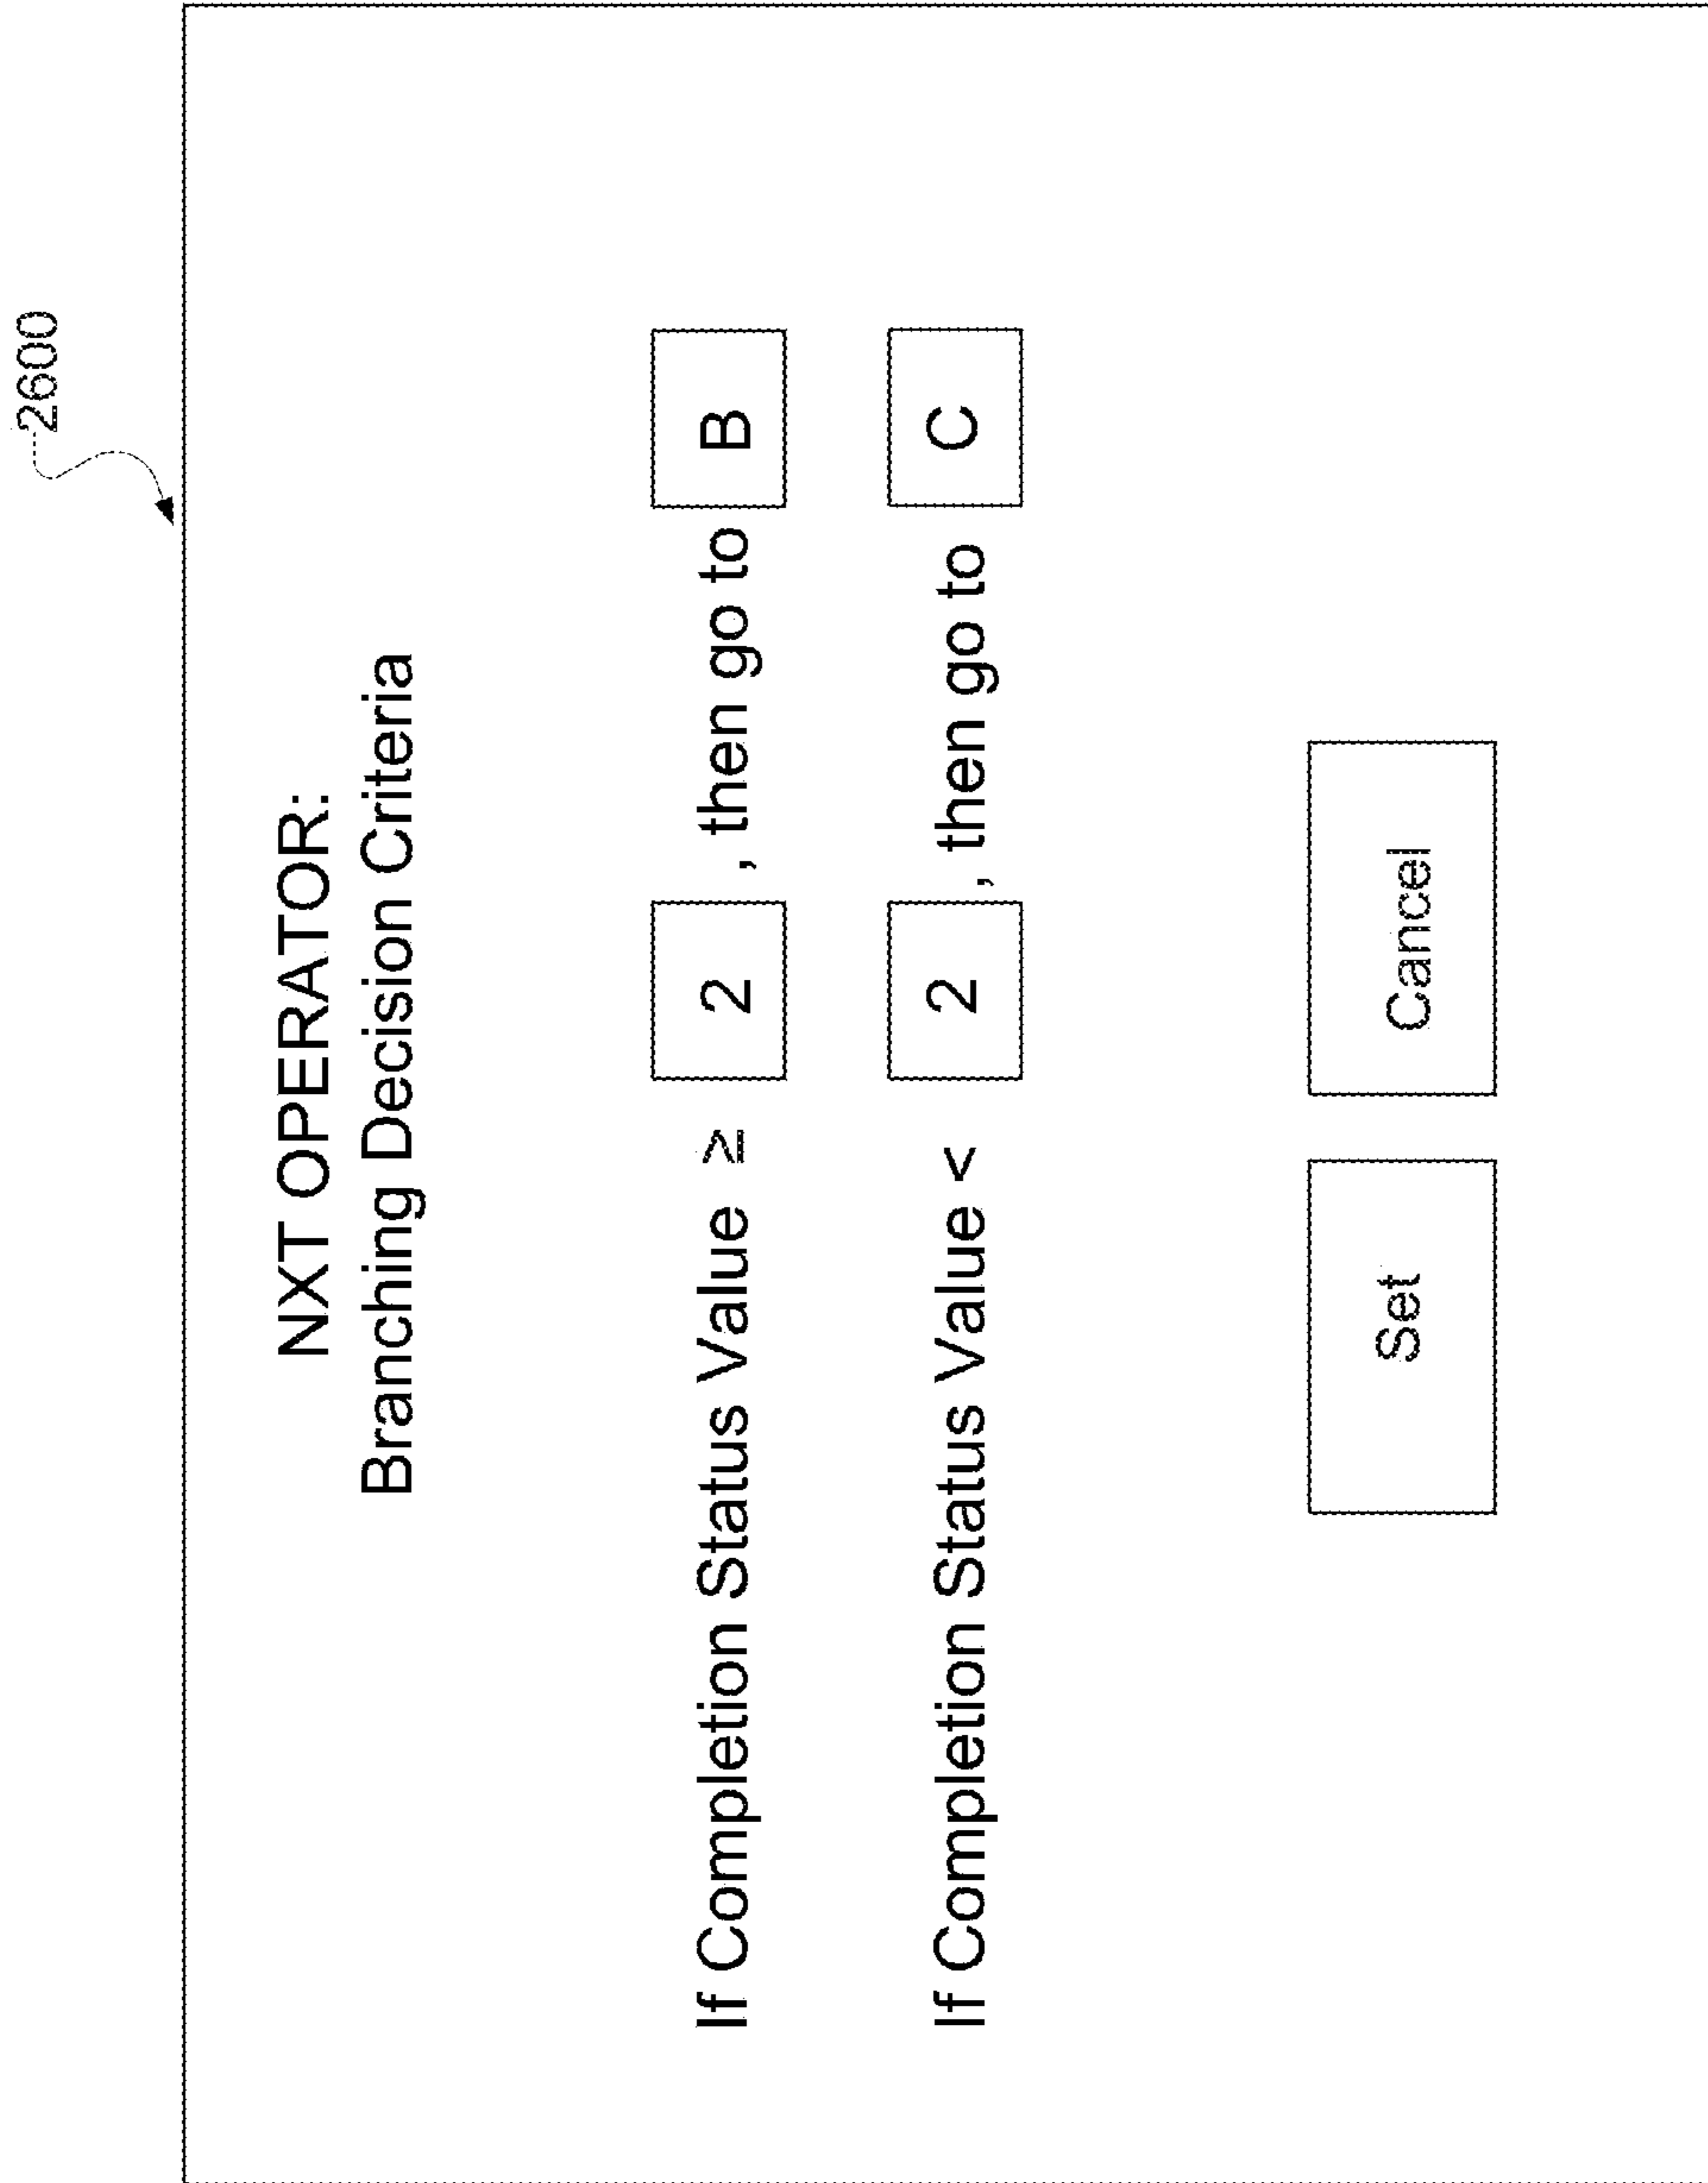 2600
NXT OPERATOR:
Branching Decision Criteria
If Completion Status Value ≥ 2 , then go to B
If Completion Status Value < 2 , then go to C
Set Cancel